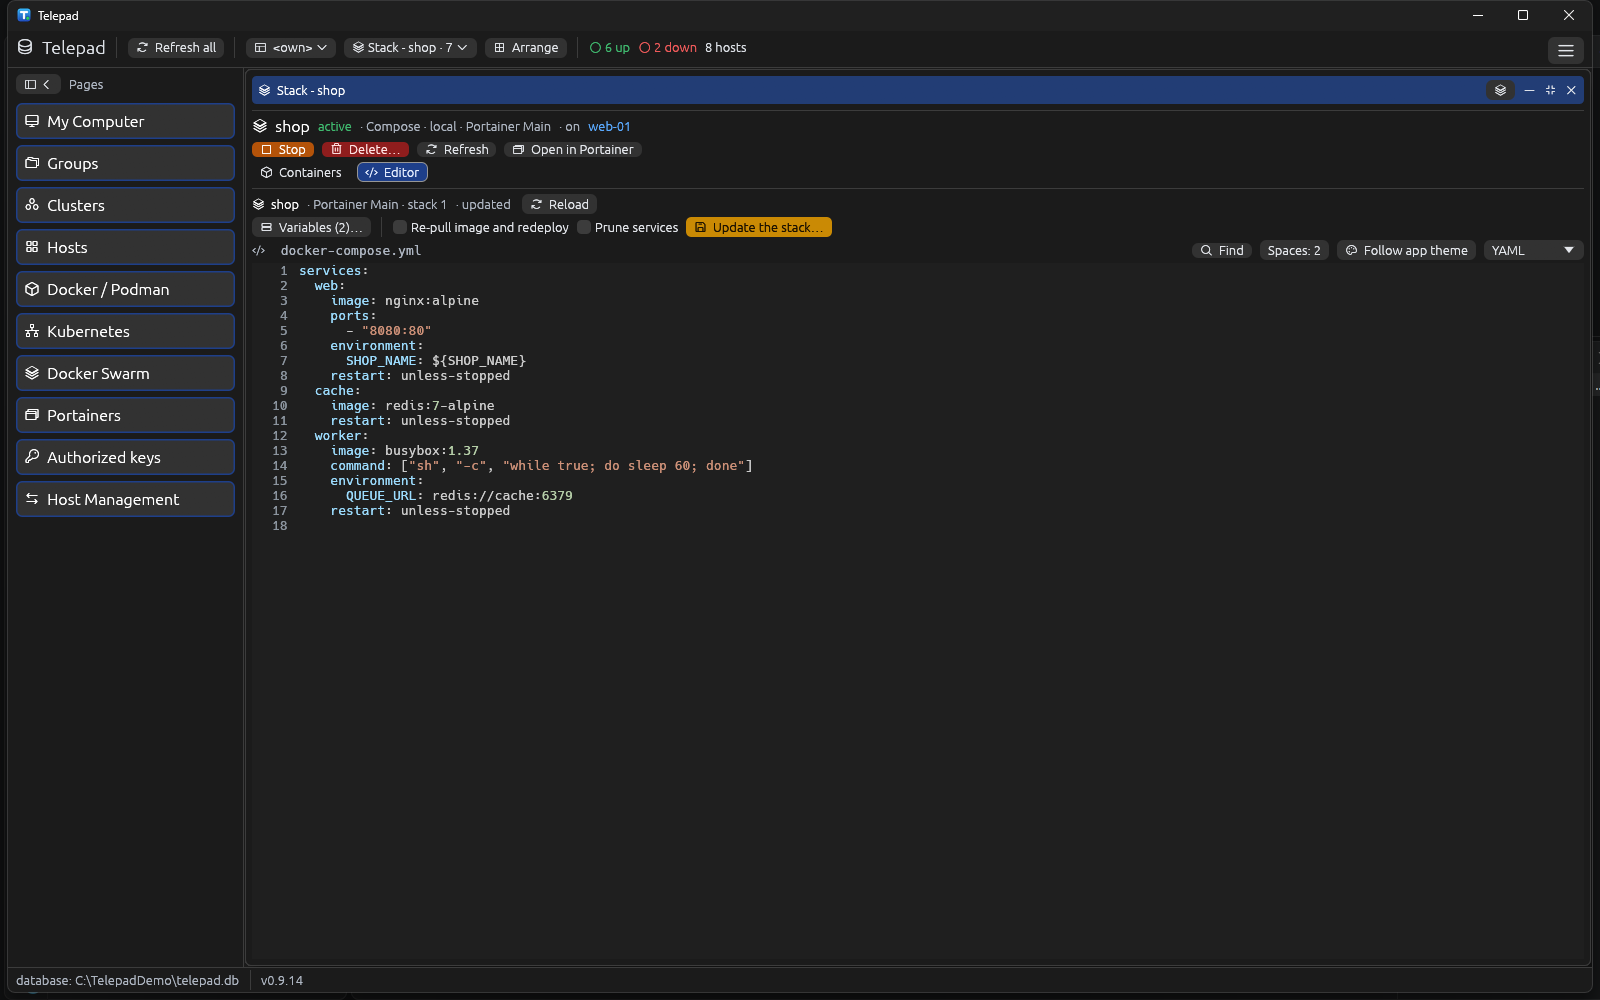 Telepad
Telepad Refresh all <own> Stack - shop · 7 Arrange 6 up 2 down 8 hosts
Pages
My Computer
Groups
Clusters
Hosts
Docker / Podman
Kubernetes
Docker Swarm
Portainers
Authorized keys
Host Management
Stack - shop
shop active · Compose · local · Portainer Main · on web-01
Stop Delete... Refresh Open in Portainer
Containers </> Editor
shop · Portainer Main · stack 1 · updated Reload
Variables (2)... Re-pull image and redeploy Prune services Update the stack...
</> docker-compose.yml Find Spaces: 2 Follow app theme YAML
1 services:
2   web:
3     image: nginx:alpine
4     ports:
5       - "8080:80"
6     environment:
7       SHOP_NAME: ${SHOP_NAME}
8     restart: unless-stopped
9   cache:
10     image: redis:7-alpine
11     restart: unless-stopped
12   worker:
13     image: busybox:1.37
14     command: ["sh", "-c", "while true; do sleep 60; done"]
15     environment:
16       QUEUE_URL: redis://cache:6379
17     restart: unless-stopped
18
database: C:\TelepadDemo\telepad.db v0.9.14